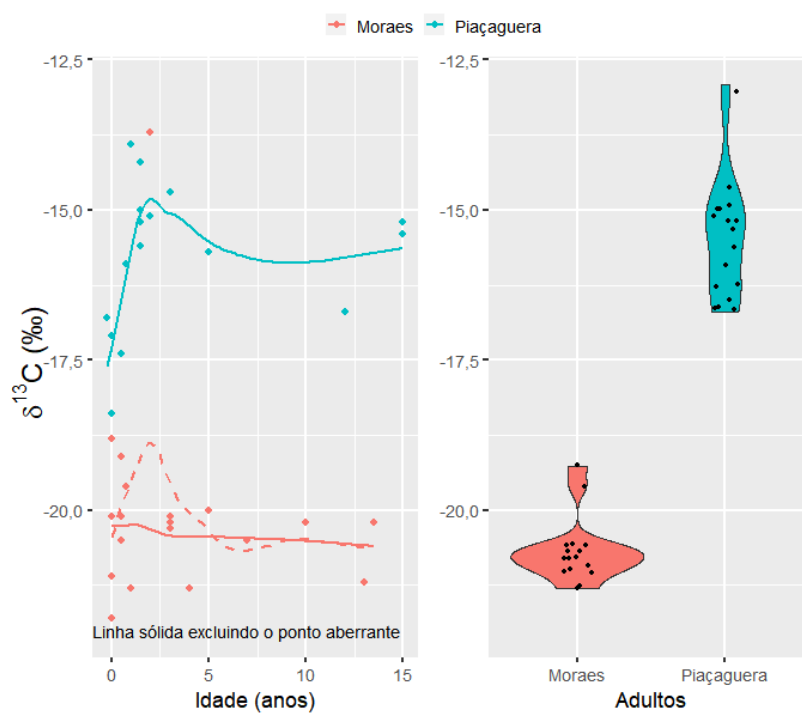 Moraes Piaçaguera
-12,5
-15,0
-17,5
-20,0
δ¹³C (‰)
0 5 10 15
Idade (anos)
Linha sólida excluindo o ponto aberrante
-12,5
-15,0
-17,5
-20,0
Moraes Piaçaguera
Adultos